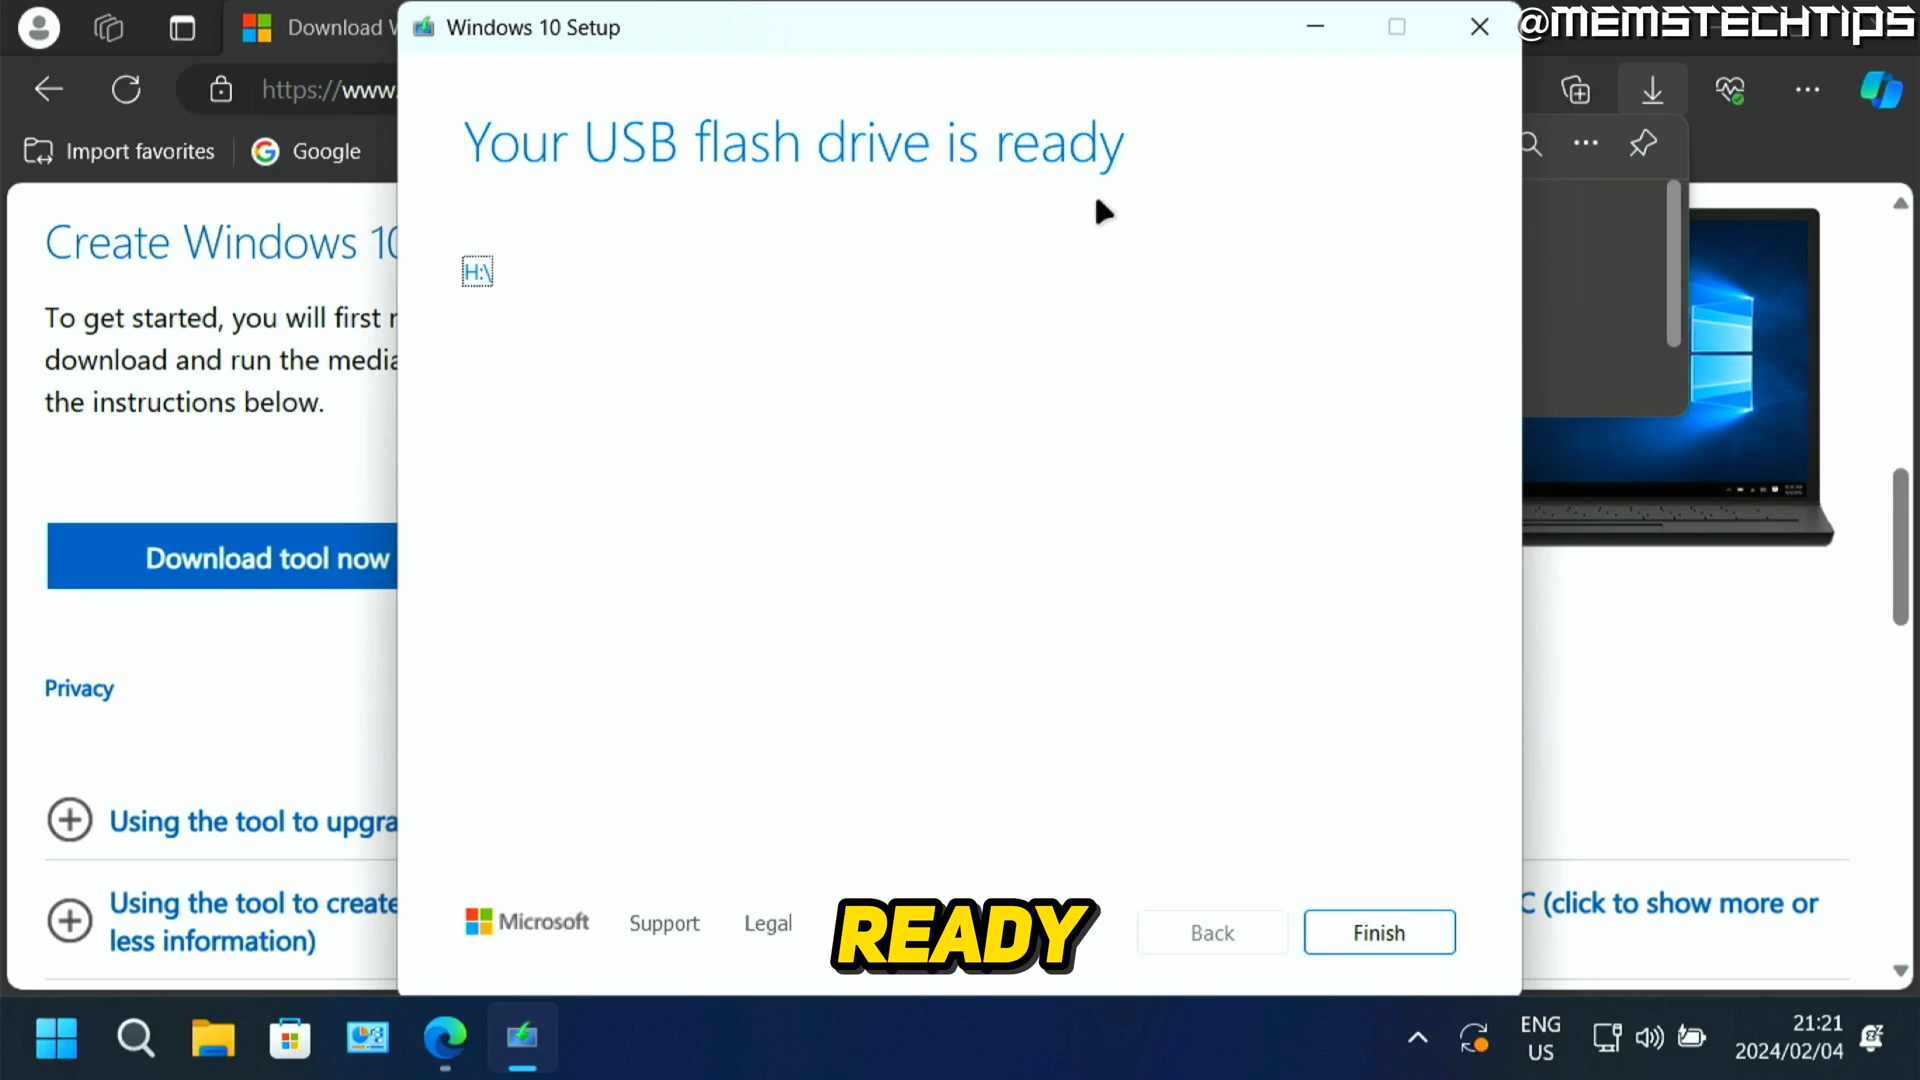 Download W
Windows 10 Setup
@MEMSTECHTIPS
https://www.
Import favorites
Google
Your USB flash drive is ready
H:\
Create Windows 10
To get started, you will first
download and run the media
the instructions below.
Download tool now
Privacy
Using the tool to upgra
Using the tool to create
less information)
C (click to show more or
Microsoft
Support
Legal
READY
Back
Finish
ENG
US
21:21
2024/02/04